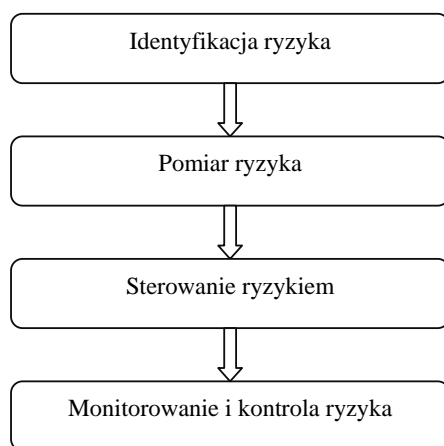 Identyfikacja ryzyka
Pomiar ryzyka
Sterowanie ryzykiem
Monitorowanie i kontrola ryzyka